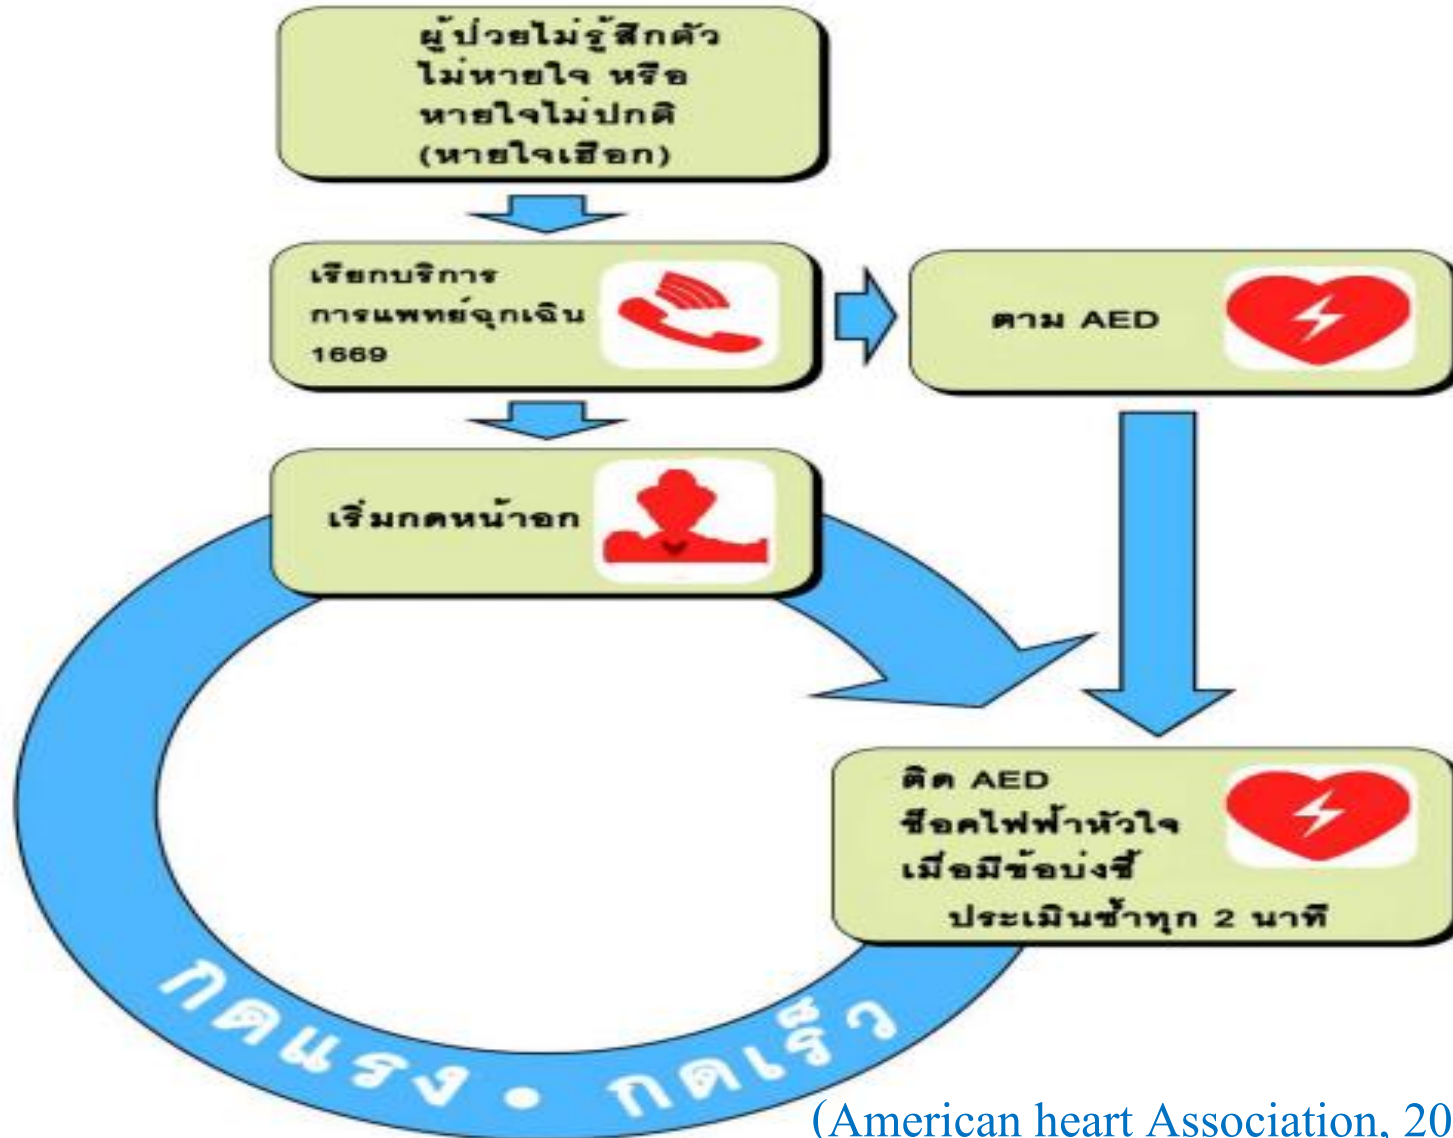 ผู้ป่วยไม่รู้สึกตัว
ไม่หายใจ หรือ
หายใจไม่ปกติ
(หายใจเฮือก)
เรียกบริการ
การแพทย์ฉุกเฉิน
1669
ตาม AED
เริ่มกดหน้าอก
ติด AED
ช็อคไฟฟ้าหัวใจ
เมื่อมีข้อบ่งชี้
ประเมินซ้ำทุก 2 นาที
กดแรง • กดเร็ว
(American heart Association, 20